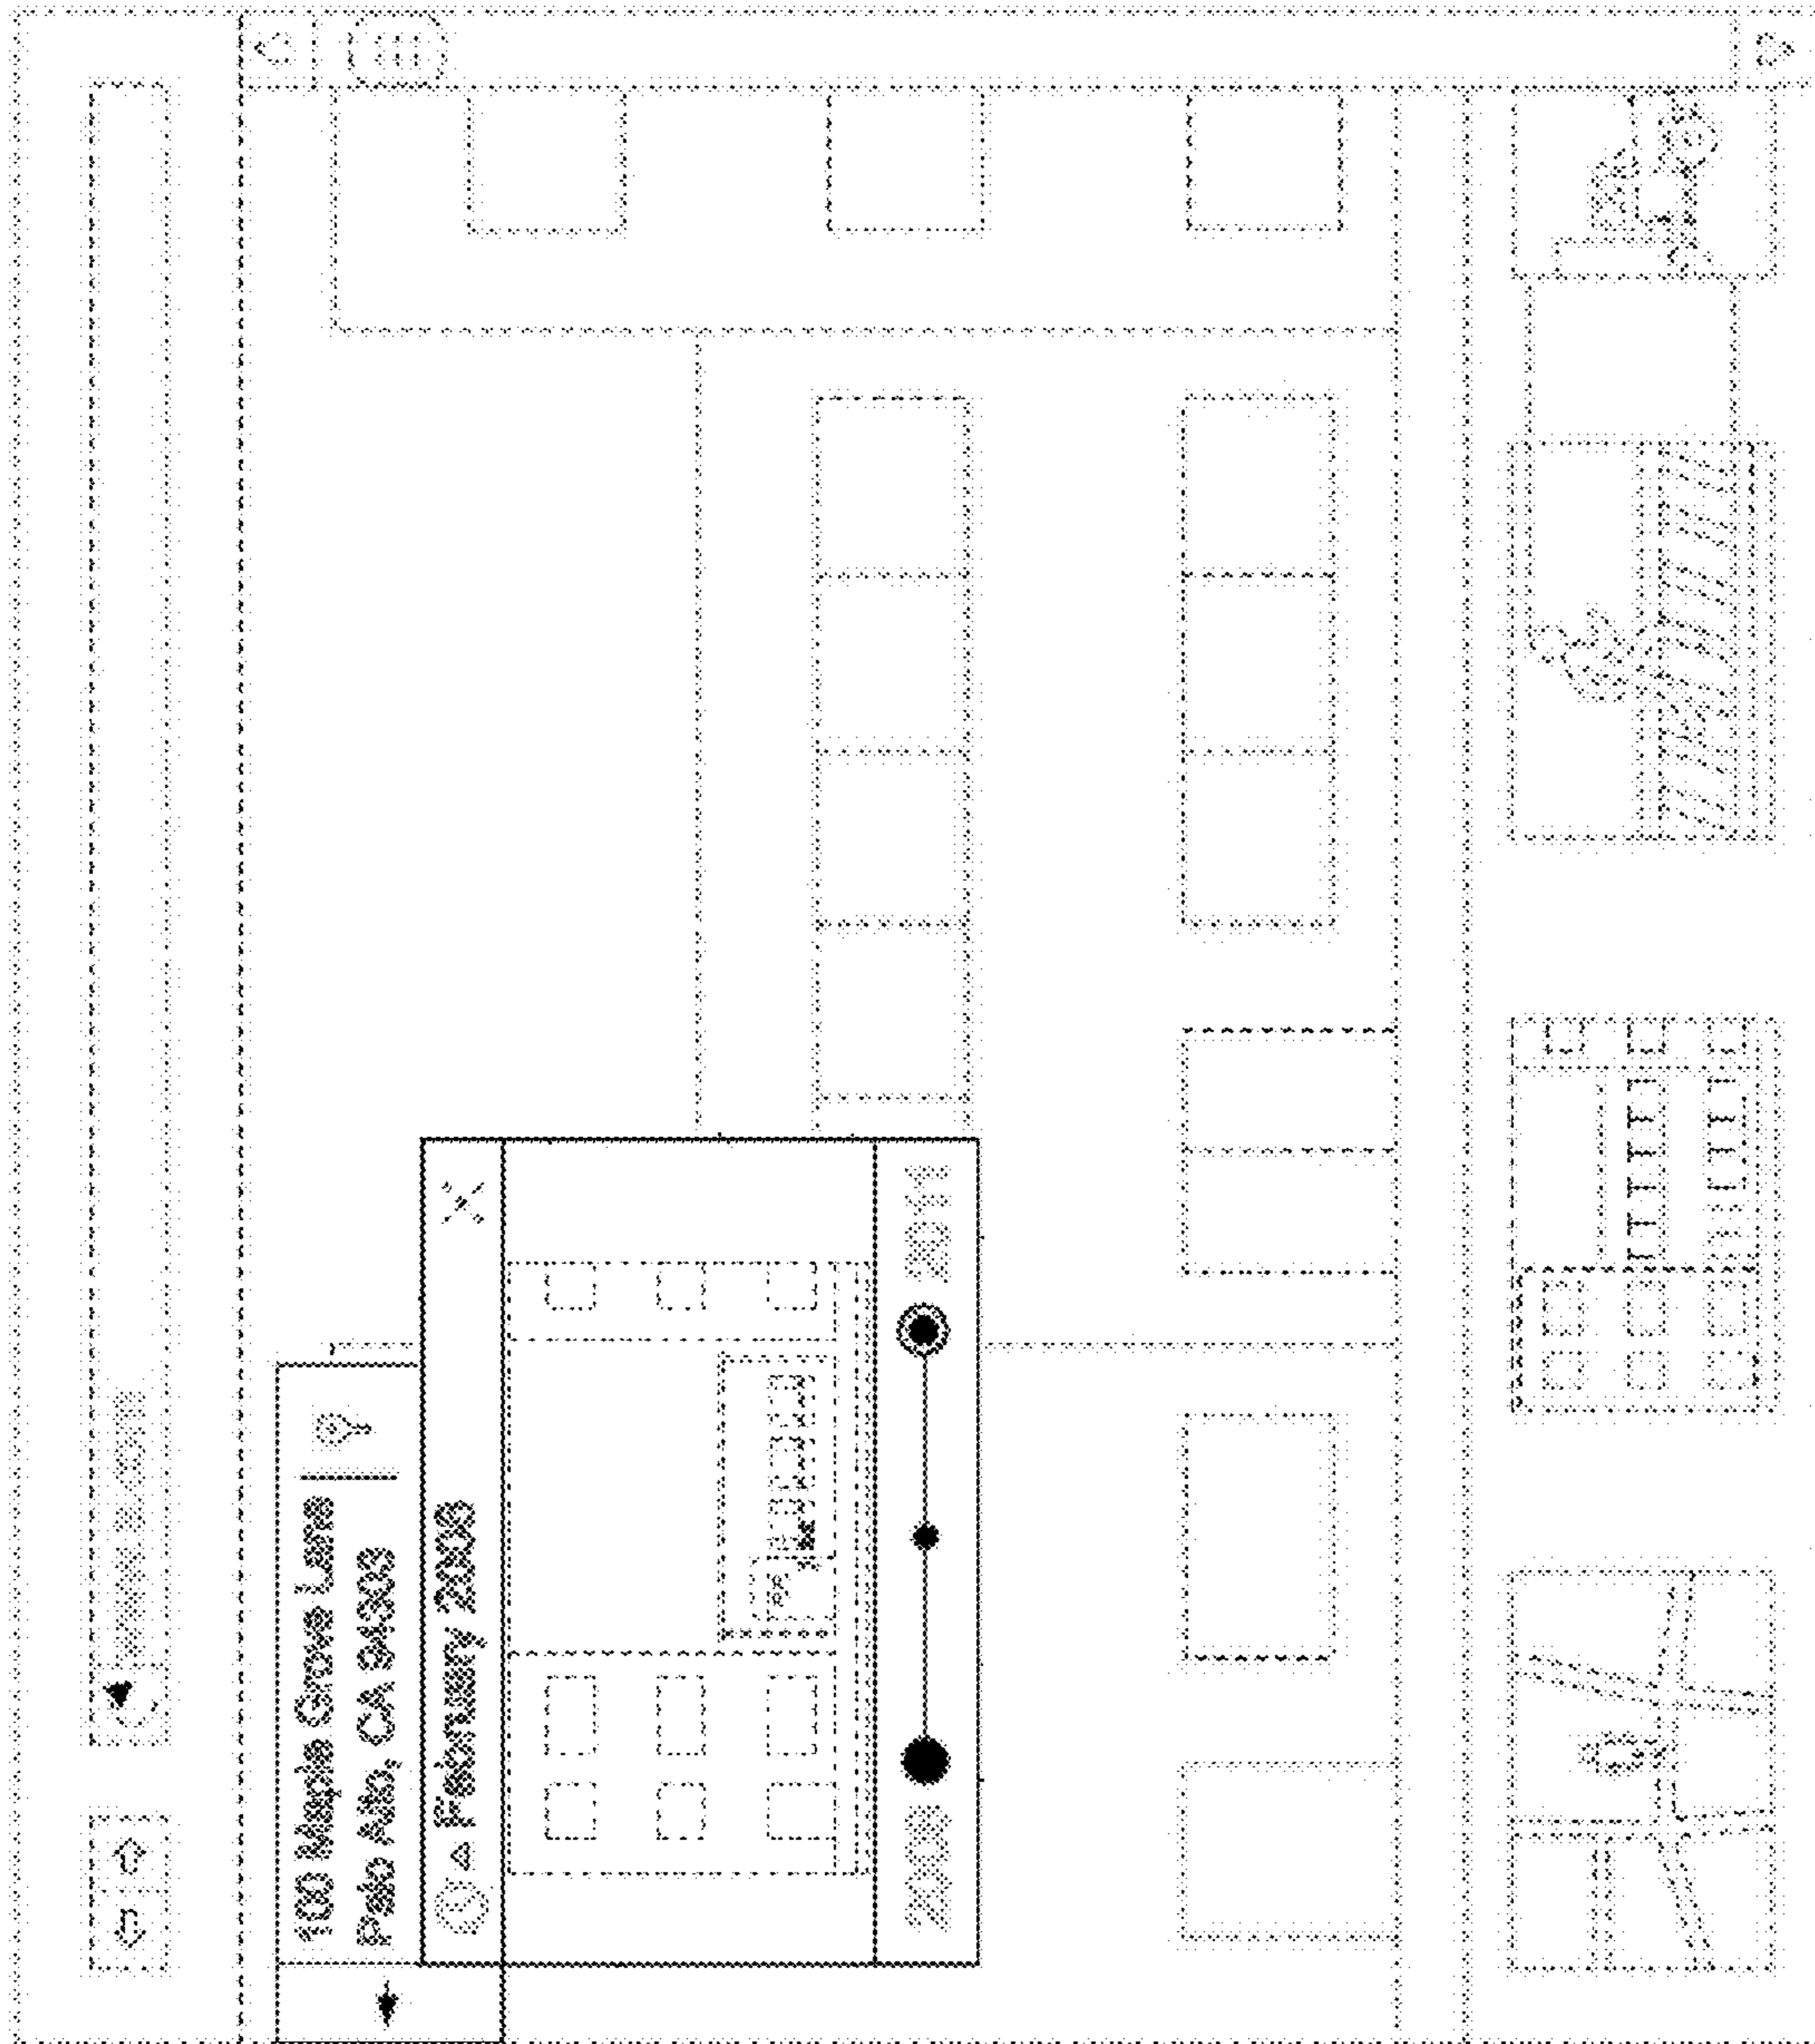 100 Maple Grove Lane
Palo Alto, CA 94303
February 2008
2008 2011